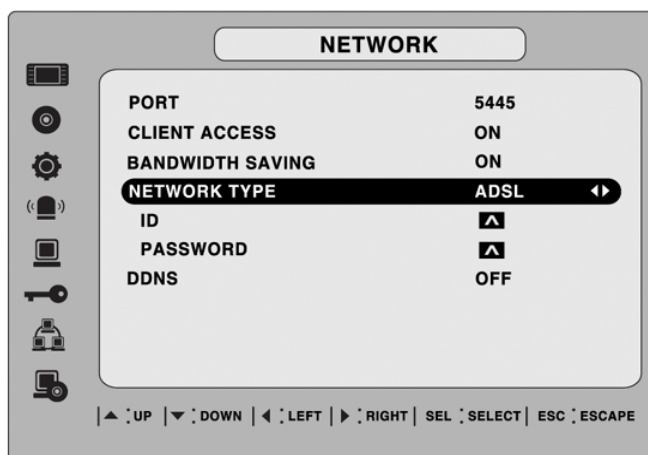 NETWORK
PORT 5445
CLIENT ACCESS ON
BANDWIDTH SAVING ON
NETWORK TYPE ADSL
ID
PASSWORD
DDNS OFF
▲ : UP | ▼ : DOWN | ◀ : LEFT | ▶ : RIGHT | SEL : SELECT | ESC : ESCAPE